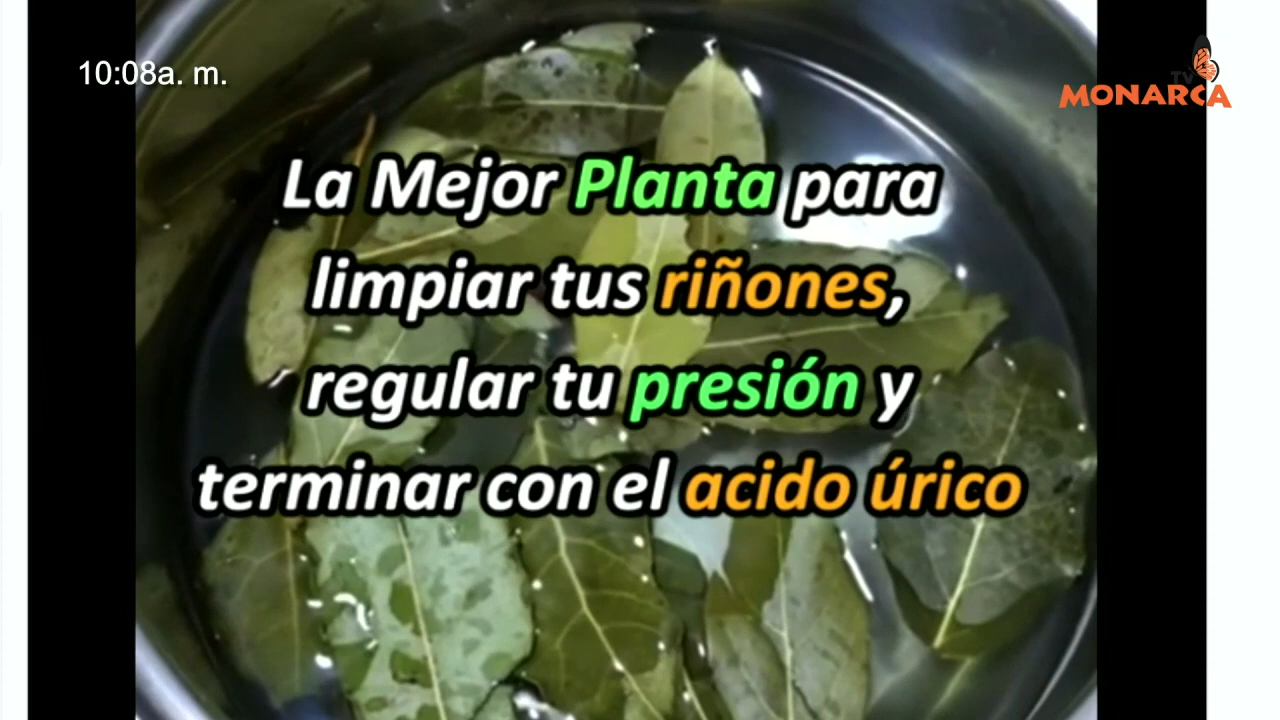 10:08a. m.
TV
MONARCA
La Mejor Planta para
limpiar tus riñones,
regular tu presión y
terminar con el acido úrico